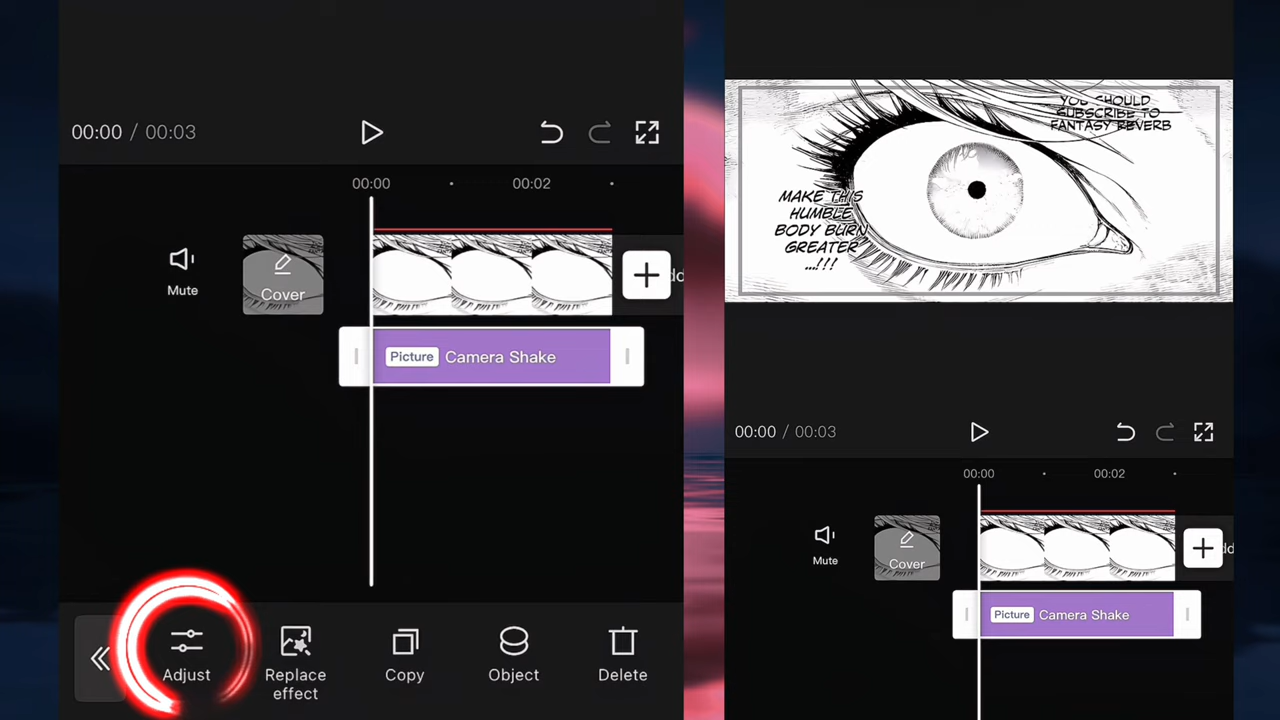 00:00 / 00:03
00:00
00:02
Mute
Cover
Picture Camera Shake
Adjust
Replace
effect
Copy
Object
Delete
YOU SHOULD
SUBSCRIBE TO
FANTASY REVERB
MAKE THIS
HUMBLE
BODY BURN
GREATER
...!!!
00:00 / 00:03
00:00
00:02
Mute
Cover
Picture Camera Shake